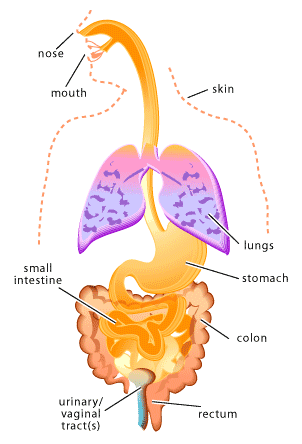 nose
mouth
skin
lungs
stomach
small
intestine
colon
urinary/
vaginal
tract(s)
rectum